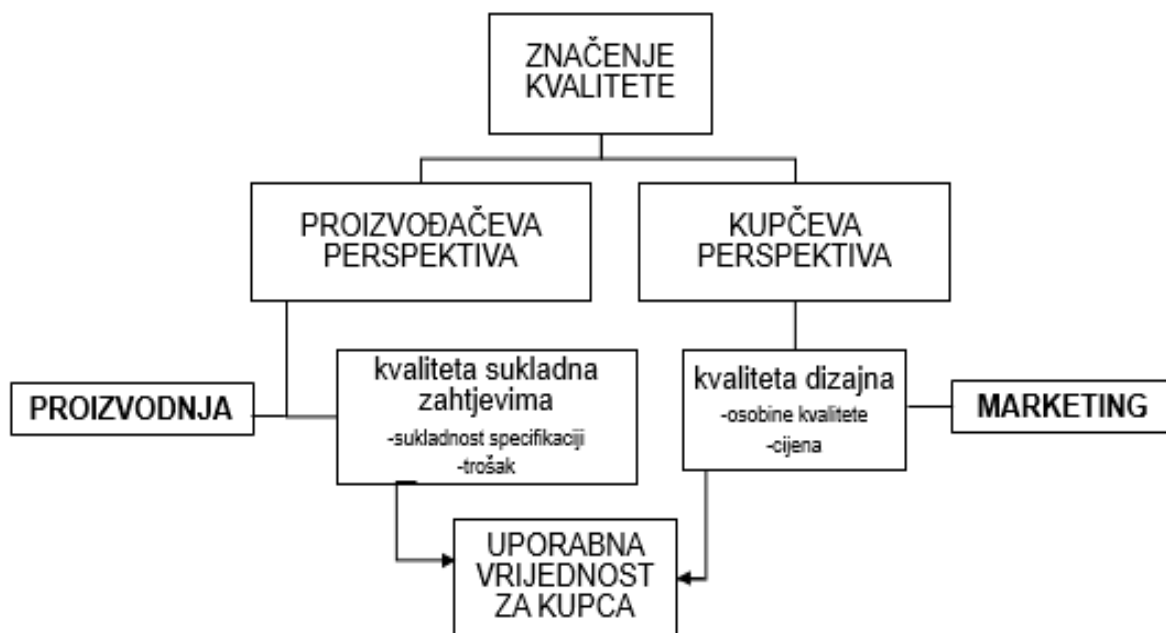 ZNAČENJE
KVALITETE
PROIZVOĐAČEVA
PERSPEKTIVA
KUPČEVA
PERSPEKTIVA
PROIZVODNJA
kvaliteta sukladna
zahtjevima
-sukladnost specifikaciji
-trošak
kvaliteta dizajna
-osobine kvalitete
-cijena
MARKETING
UPORABNA
VRIJEDNOST
ZA KUPCA